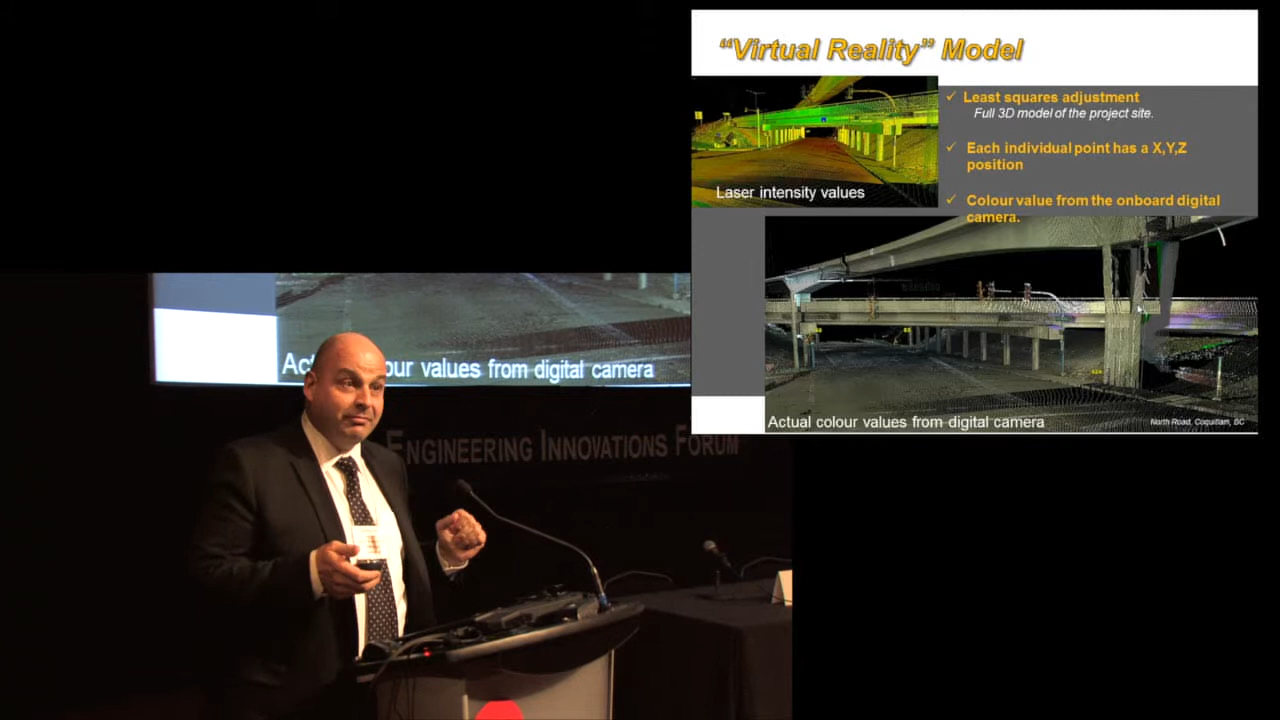 “Virtual Reality” Model
✓ Least squares adjustment
Full 3D model of the project site.
✓ Each individual point has a X,Y,Z
position
✓ Colour value from the onboard digital
camera.
Laser intensity values
Actual colour values from digital camera
North Road, Coquitlam, BC
Ac our values from digital camera
ENGINEERING INNOVATIONS FORUM